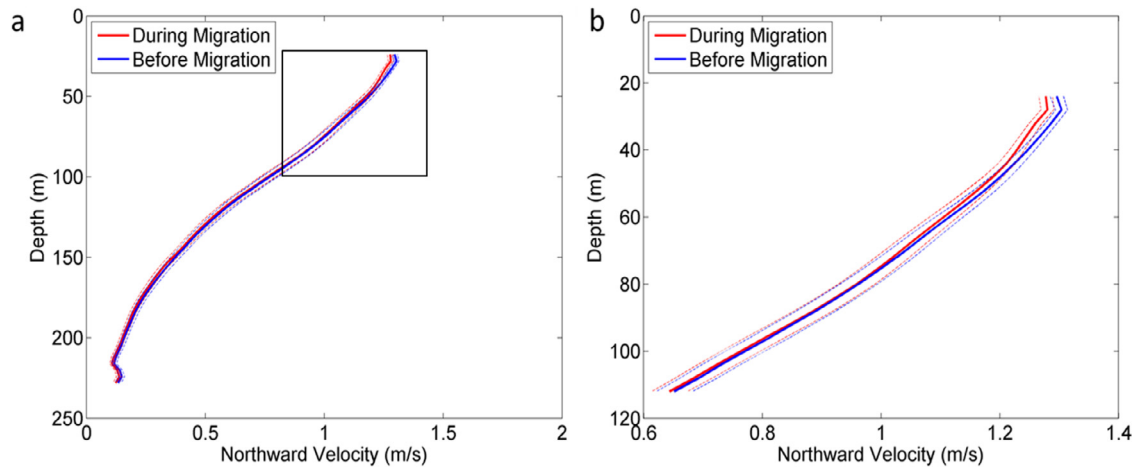 a
During Migration
Before Migration
0
50
100
150
200
250
Depth (m)
0
0.5
1
1.5
2
Northward Velocity (m/s)
b
During Migration
Before Migration
0
20
40
60
80
100
120
Depth (m)
0.6
0.8
1
1.2
1.4
Northward Velocity (m/s)